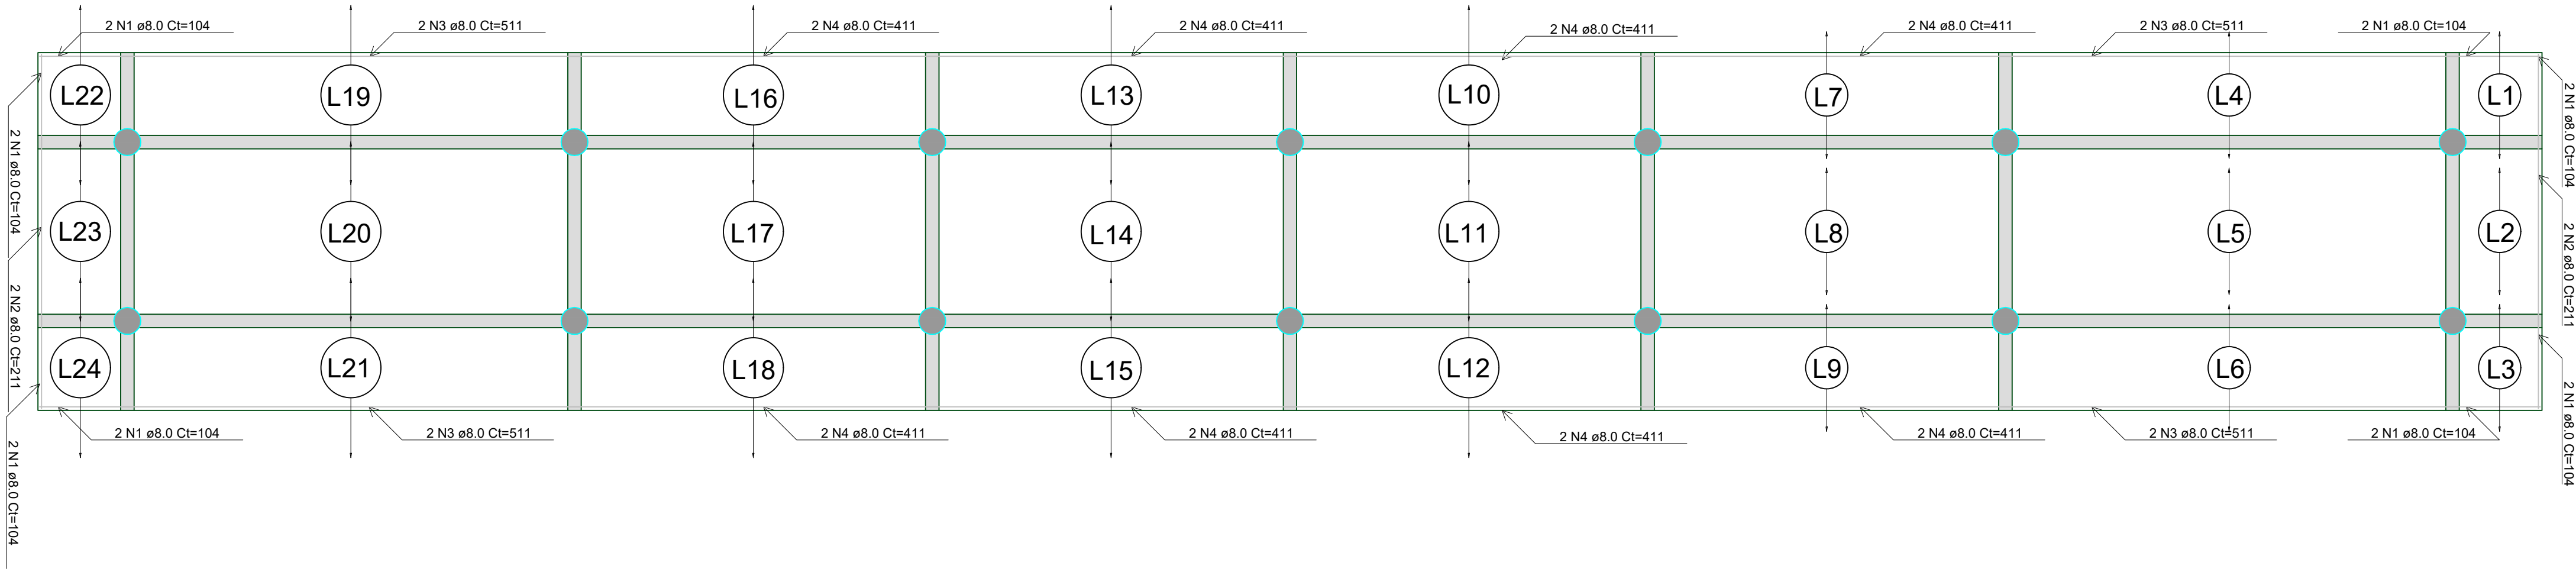 2 N1 ø8.0 Ct=104
2 N3 ø8.0 Ct=511
2 N4 ø8.0 Ct=411
2 N4 ø8.0 Ct=411
2 N4 ø8.0 Ct=411
2 N4 ø8.0 Ct=411
2 N3 ø8.0 Ct=511
2 N1 ø8.0 Ct=104
L22
L19
L16
L13
L10
L7
L4
L1
2 N1 ø8.0 Ct=104
2 N1 ø8.0 Ct=104
L23
L20
L17
L14
L11
L8
L5
L2
2 N2 ø8.0 Ct=211
2 N2 ø8.0 Ct=211
L24
L21
L18
L15
L12
L9
L6
L3
2 N1 ø8.0 Ct=104
2 N1 ø8.0 Ct=104
2 N1 ø8.0 Ct=104
2 N3 ø8.0 Ct=511
2 N4 ø8.0 Ct=411
2 N4 ø8.0 Ct=411
2 N4 ø8.0 Ct=411
2 N4 ø8.0 Ct=411
2 N3 ø8.0 Ct=511
2 N1 ø8.0 Ct=104